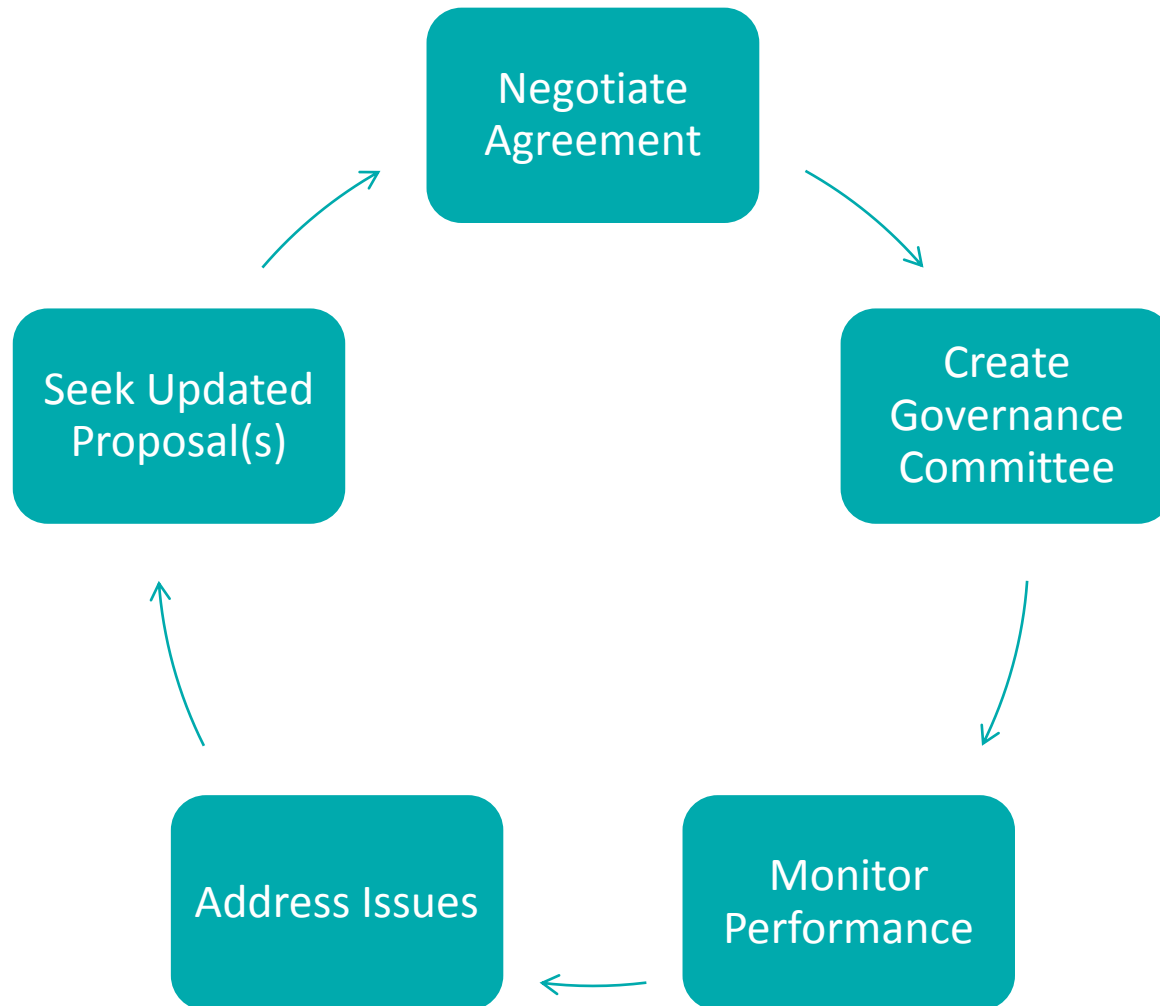 Negotiate
Agreement
Create
Governance
Committee
Monitor
Performance
Address Issues
Seek Updated
Proposal(s)